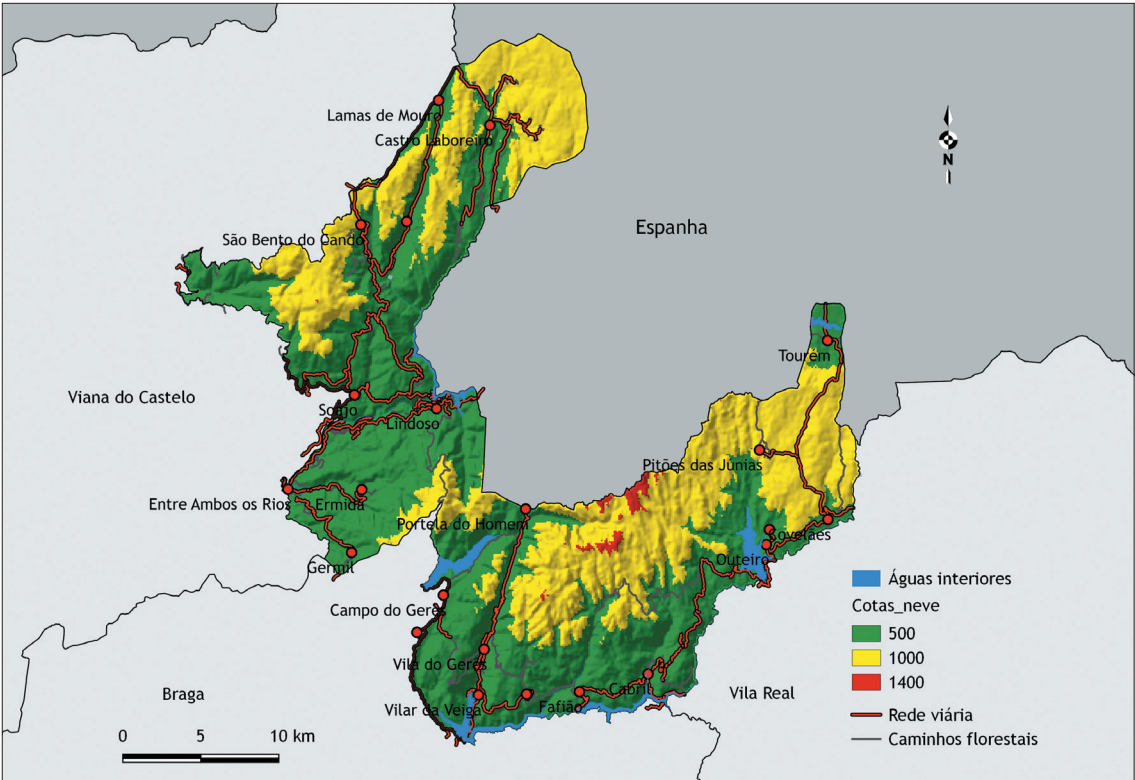 Lamas de Mouro
Castro Laboreiro
N
Espanha
São Bento do Cando
Tourém
Viana do Castelo
Soajo
Lindoso
Pitões das Júnias
Entre Ambos os Rios
Ermida
Portela do Homem
Covelães
Outeiro
Germil
Campo do Gerês
Vila do Gerês
Braga
Cabril
Vila Real
Vilar da Veiga
Fafião
Águas interiores
Cotas_neve
500
1000
1400
Rede viária
Caminhos florestais
0 5 10 km